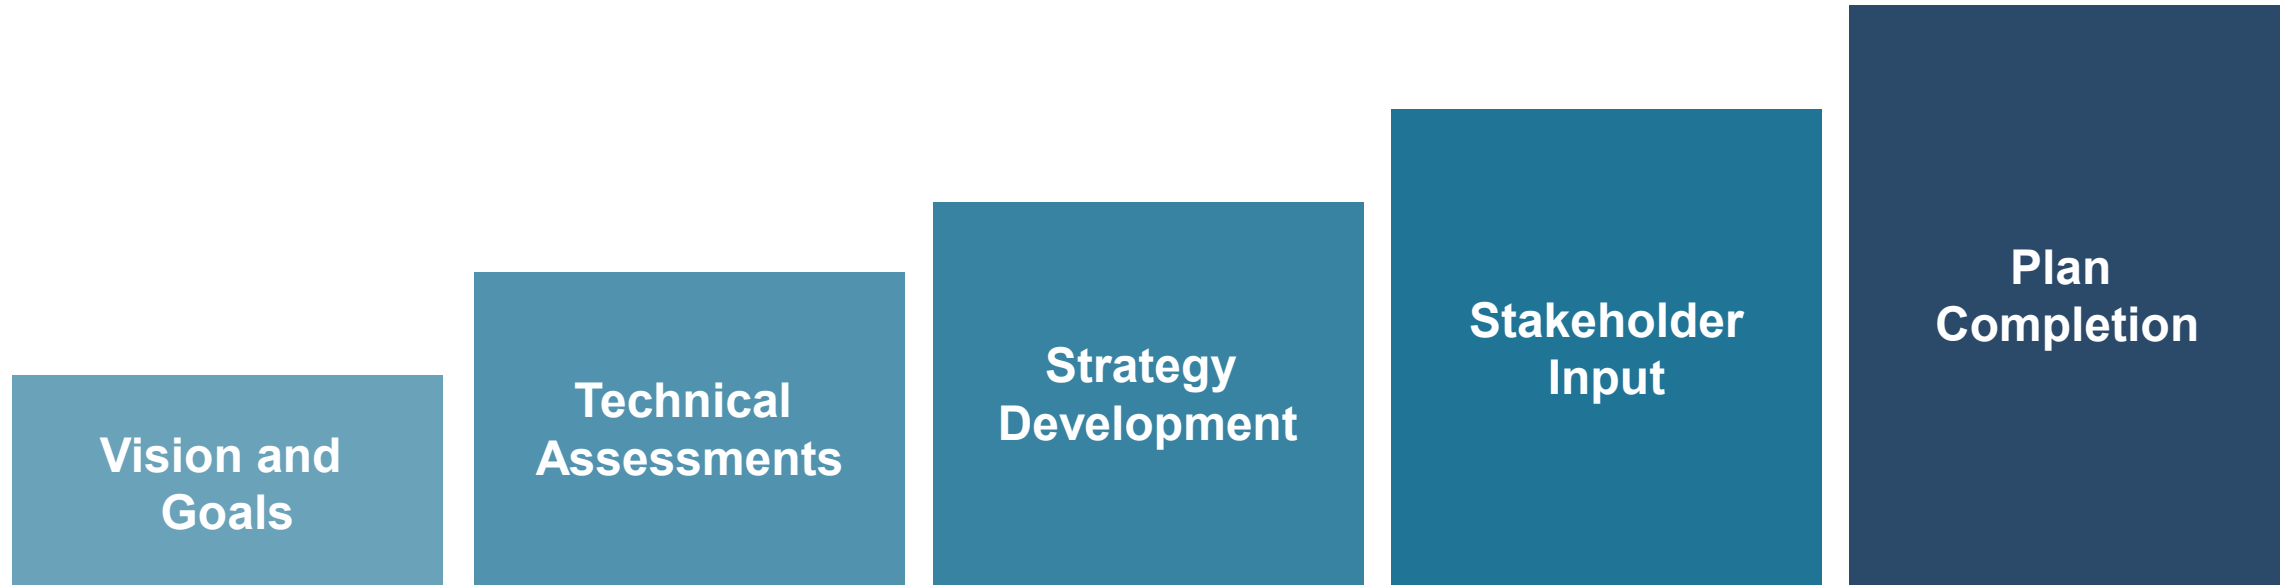 Vision and
Goals
Technical
Assessments
Strategy
Development
Stakeholder
Input
Plan
Completion